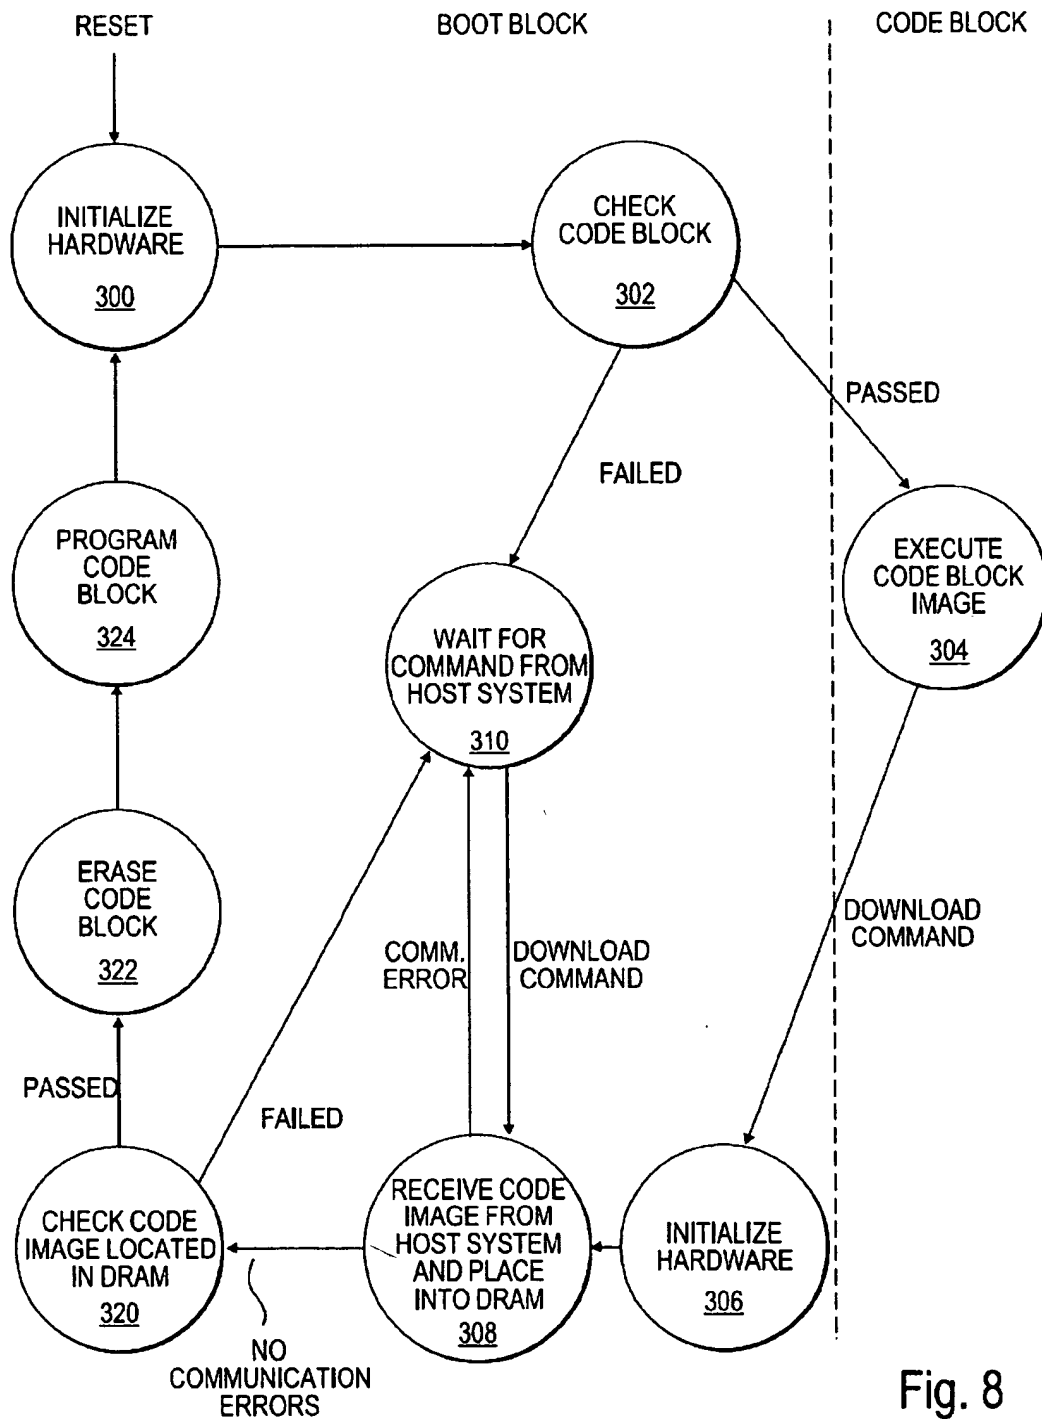 RESET
BOOT BLOCK
CODE BLOCK
INITIALIZE
HARDWARE
300
CHECK
CODE BLOCK
302
PASSED
FAILED
PROGRAM
CODE
BLOCK
324
EXECUTE
CODE BLOCK
IMAGE
304
WAIT FOR
COMMAND FROM
HOST SYSTEM
310
ERASE
CODE
BLOCK
322
COMM.
ERROR
DOWNLOAD
COMMAND
DOWNLOAD
COMMAND
PASSED
FAILED
CHECK CODE
IMAGE LOCATED
IN DRAM
320
RECEIVE CODE
IMAGE FROM
HOST SYSTEM
AND PLACE
INTO DRAM
308
INITIALIZE
HARDWARE
306
NO
COMMUNICATION
ERRORS
Fig. 8